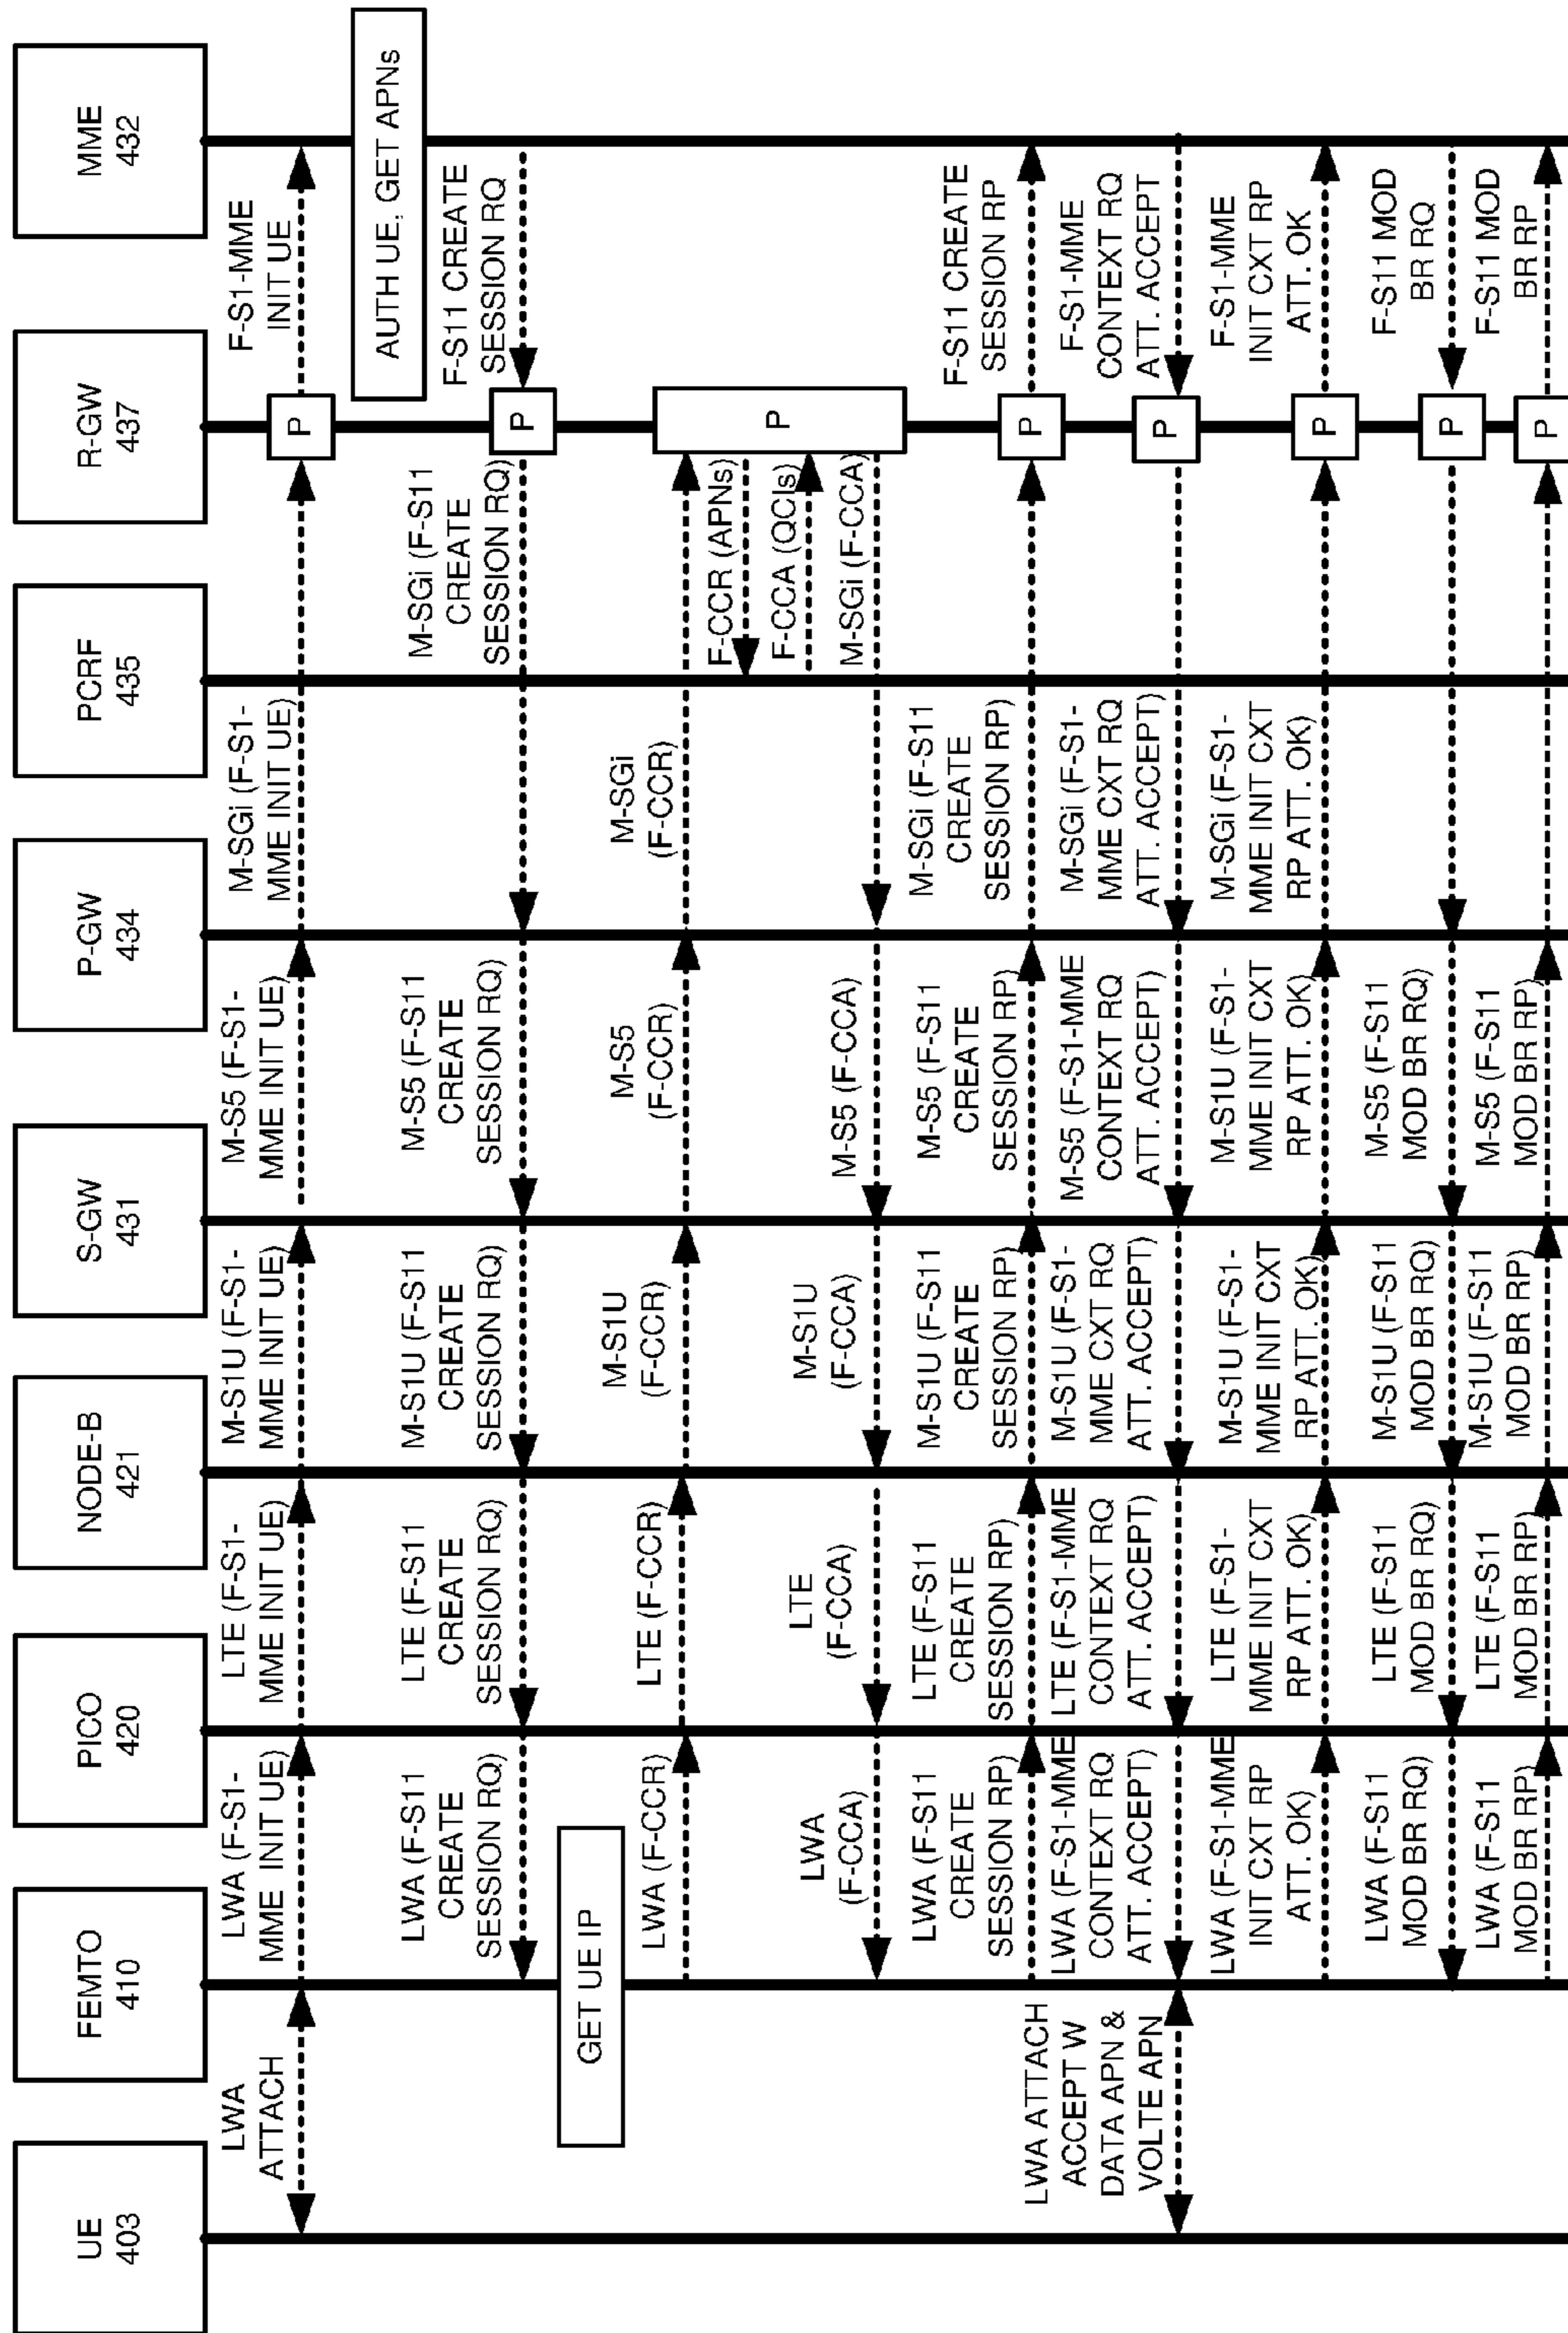 UE
403
FEMTO
410
PICO
420
NODE-B
421
S-GW
431
P-GW
434
PCRF
435
R-GW
437
MME
432
LWA
ATTACH
LWA (F-S1-
MME INIT UE)
LTE (F-S1-
MME INIT UE)
M-S1U (F-S1-
MME INIT UE)
M-S5 (F-S1-
MME INIT UE)
M-SGi (F-S1-
MME INIT UE)
P
F-S1-MME
INIT UE
AUTH UE, GET APNs
LWA (F-S11
CREATE
SESSION RQ)
LTE (F-S11
CREATE
SESSION RQ)
M-S1U (F-S11
CREATE
SESSION RQ)
M-S5 (F-S11
CREATE
SESSION RQ)
M-SGi (F-S11
CREATE
SESSION RQ)
P
F-S11 CREATE
SESSION RQ
GET UE IP
LWA (F-CCR)
LTE (F-CCR)
M-S1U
(F-CCR)
M-S5
(F-CCR)
M-SGi
(F-CCR)
P
F-CCR (APNs)
F-CCA (QCIs)
M-SGi (F-CCA)
LWA
(F-CCA)
LTE
(F-CCA)
M-S1U
(F-CCA)
M-S5 (F-CCA)
LWA (F-S11
CREATE
SESSION RP)
LTE (F-S11
CREATE
SESSION RP)
M-S1U (F-S11
CREATE
SESSION RP)
M-S5 (F-S11
CREATE
SESSION RP)
M-SGi (F-S11
CREATE
SESSION RP)
P
F-S11 CREATE
SESSION RP
LWA ATTACH
ACCEPT W
DATA APN &
VOLTE APN
LWA (F-S1-MME
CONTEXT RQ
ATT. ACCEPT)
LTE (F-S1-MME
CONTEXT RQ
ATT. ACCEPT)
M-S1U (F-S1-
MME CXT RQ
ATT. ACCEPT)
M-S5 (F-S1-MME
CONTEXT RQ
ATT. ACCEPT)
M-SGi (F-S1-
MME CXT RQ
ATT. ACCEPT)
P
F-S1-MME
CONTEXT RQ
ATT. ACCEPT
LWA (F-S1-MME
INIT CXT RP
ATT. OK)
LTE (F-S1-
MME INIT CXT
RP ATT. OK)
M-S1U (F-S1-
MME INIT CXT
RP ATT. OK)
M-S1U (F-S1-
MME INIT CXT
RP ATT. OK)
M-SGi (F-S1-
MME INIT CXT
RP ATT. OK)
P
F-S1-MME
INIT CXT RP
ATT. OK
LWA (F-S11
MOD BR RQ)
LTE (F-S11
MOD BR RQ)
M-S1U (F-S11
MOD BR RQ)
M-S5 (F-S11
MOD BR RQ)
P
F-S11 MOD
BR RQ
LWA (F-S11
MOD BR RP)
LTE (F-S11
MOD BR RP)
M-S1U (F-S11
MOD BR RP)
M-S5 (F-S11
MOD BR RP)
P
F-S11 MOD
BR RP